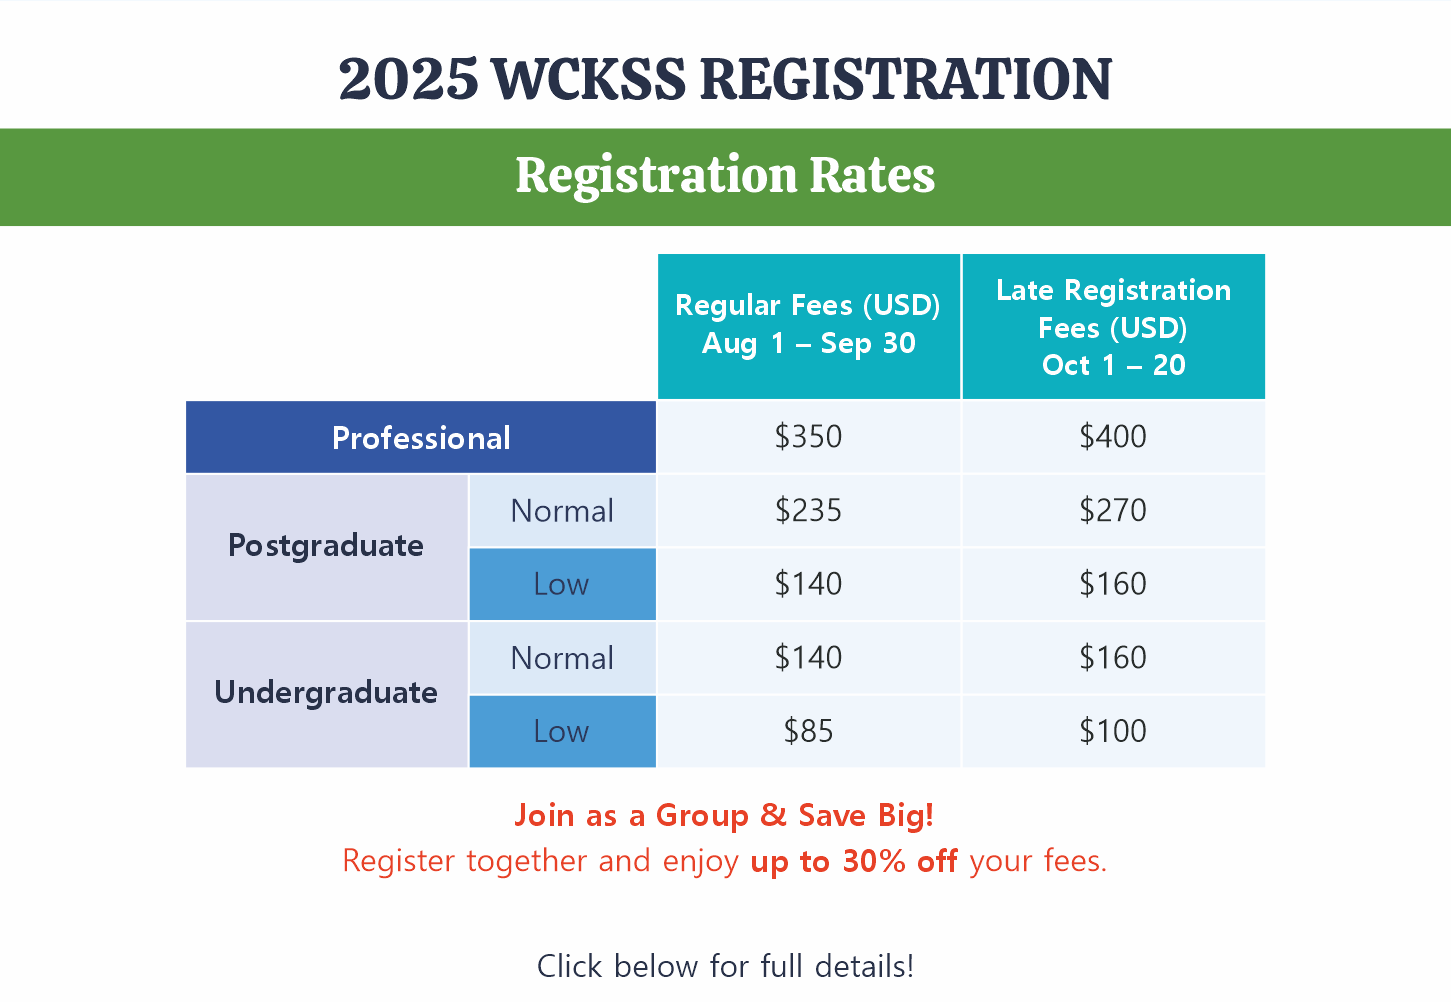 2025 WCKSS REGISTRATION
Registration Rates
Regular Fees (USD)
Aug 1 – Sep 30
Late Registration
Fees (USD)
Oct 1 – 20
Professional
$350
$400
Postgraduate
Normal
$235
$270
Low
$140
$160
Undergraduate
Normal
$140
$160
Low
$85
$100
Join as a Group & Save Big!
Register together and enjoy up to 30% off your fees.
Click below for full details!